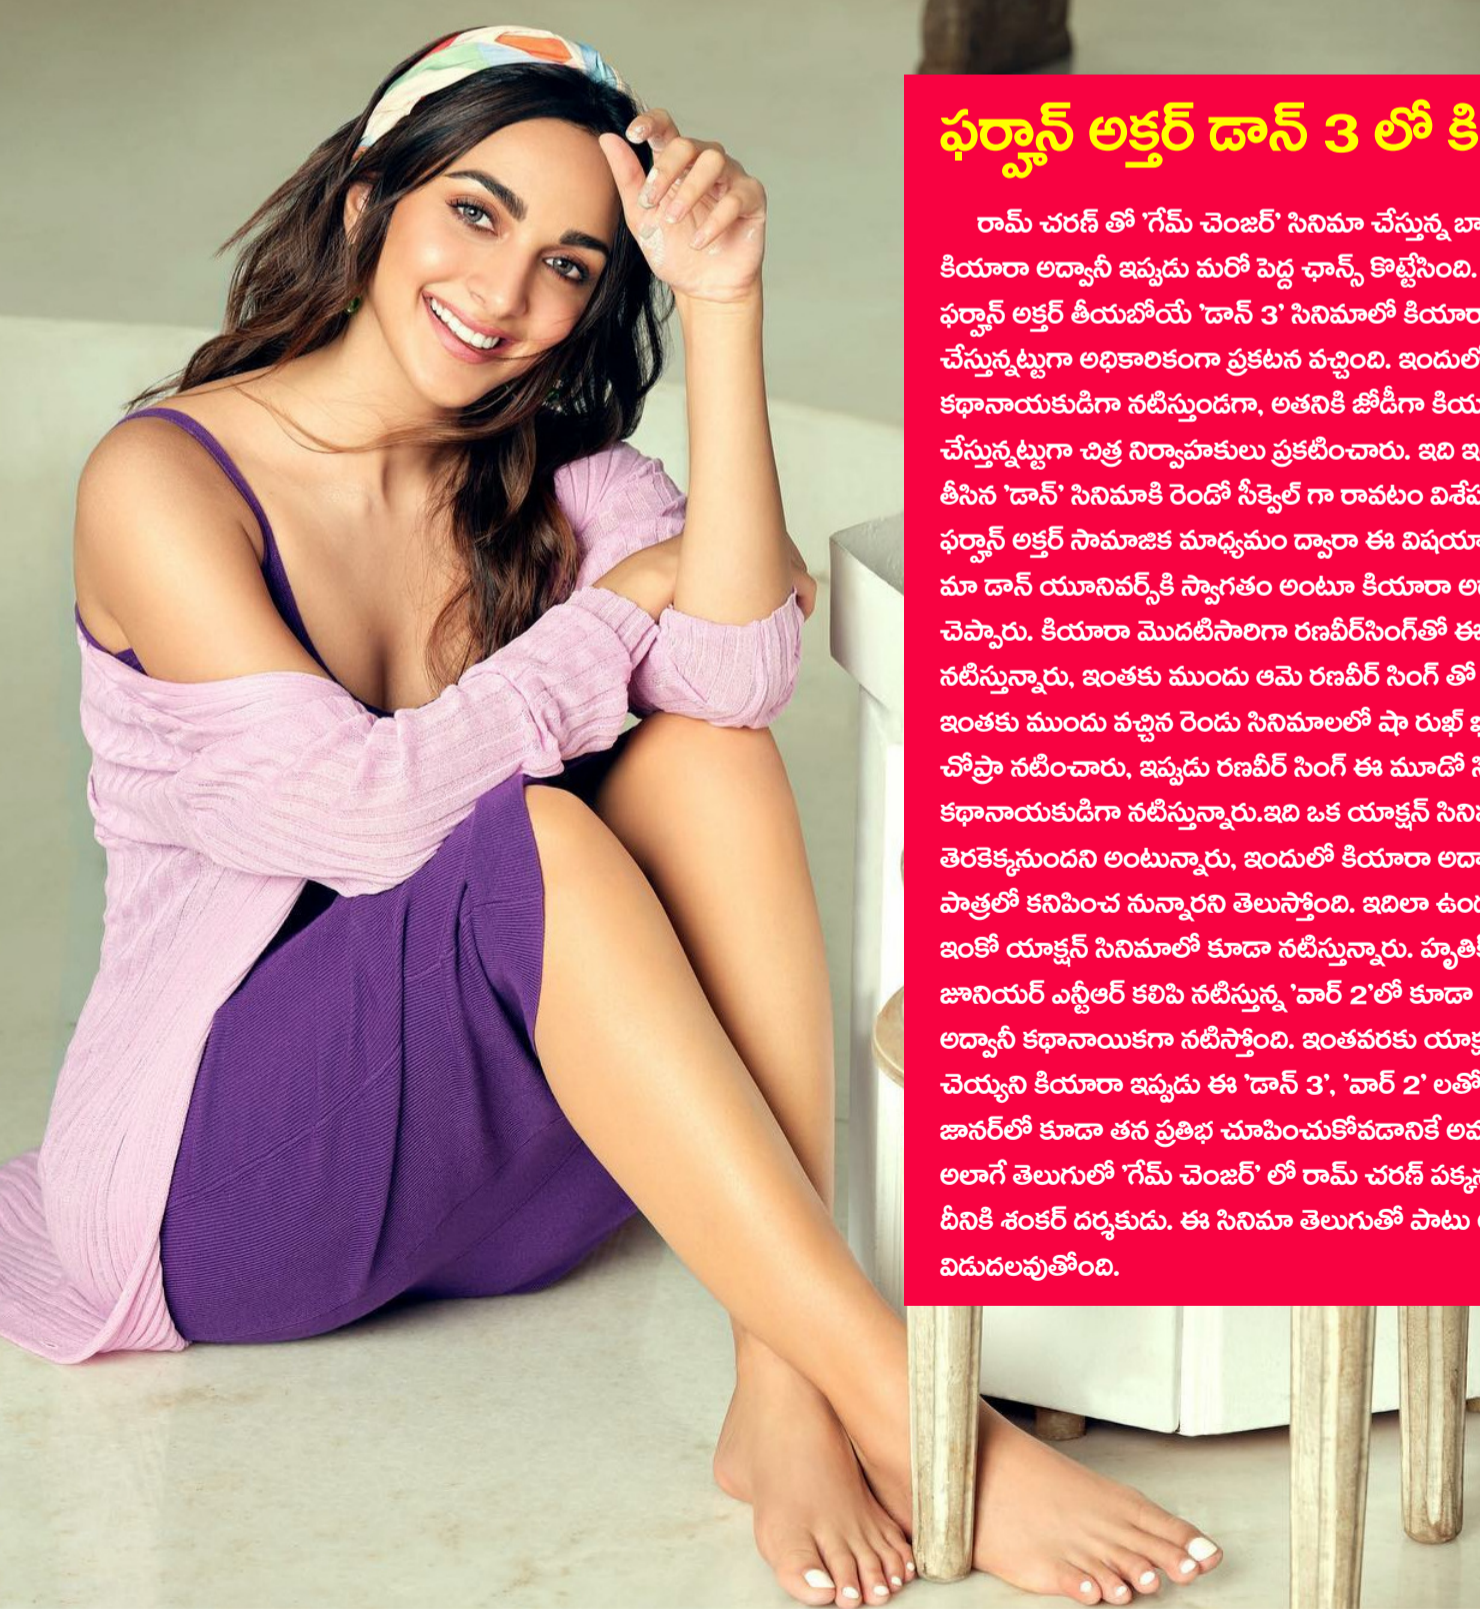 ఫర్హాన్ అక్తర్ డాన్ 3 లో
రామ్ చరణ్ తో 'గేమ్ చెంజర్' సినిమా చేస్తున్న
కియారా అద్వానీ ఇప్పడు మరో పెద్ద ఛాన్స్ కొట్టేసింది.
ఫర్హాన్ అక్తర్ తీయబోయే 'డాన్ 3' సినిమాలో కియారా
చేస్తున్నట్టుగా అధికారికంగా ప్రకటన వచ్చింది. ఇందులో
కథానాయకుడిగా నటిస్తుండగా, అతనికి జోడీగా
చేస్తున్నట్టుగా చిత్ర నిర్వాహకులు ప్రకటించారు. ఇది
తీసిన 'డాన్' సినిమాకి రెండో సీక్వెల్ గా రావటం
ఫర్హాన్ అక్తర్ సామాజిక మాధ్యమం ద్వారా ఈ
మా డాన్ యూనివర్స్‌కి స్వాగతం అంటూ కియారా
చెప్పారు. కియారా మొదటిసారిగా రణవీర్‌సింగ్‌తో
నటిస్తున్నారు, ఇంతకు ముందు ఆమె రణవీర్ సింగ్ తో
ఇంతకు ముందు వచ్చిన రెండు సినిమాలలో షా రుఖ్
చోప్రా నటించారు, ఇప్పడు రణవీర్ సింగ్ ఈ మూడో
కథానాయకుడిగా నటిస్తున్నారు.ఇది ఒక యాక్షన్
తెరకెక్కనుందని అంటున్నారు, ఇందులో కియారా
పాత్రలో కనిపించ నున్నారని తెలుస్తోంది. ఇదిలా
ఇంకో యాక్షన్ సినిమాలో కూడా నటిస్తున్నారు.
జూనియర్ ఎన్టీఆర్ కలిపి నటిస్తున్న 'వార్ 2'లో కూడా
అద్వానీ కథానాయికగా నటిస్తోంది. ఇంతవరకు
చెయ్యని కియారా ఇప్పడు ఈ 'డాన్ 3', 'వార్ 2' లతో
జానర్‌లో కూడా తన ప్రతిభ చూపించుకోవడానికే
అలాగే తెలుగులో 'గేమ్ చెంజర్' లో రామ్ చరణ్
దీనికి శంకర్ దర్శకుడు. ఈ సినిమా తెలుగుతో పాటు
విడుదలవుతోంది.